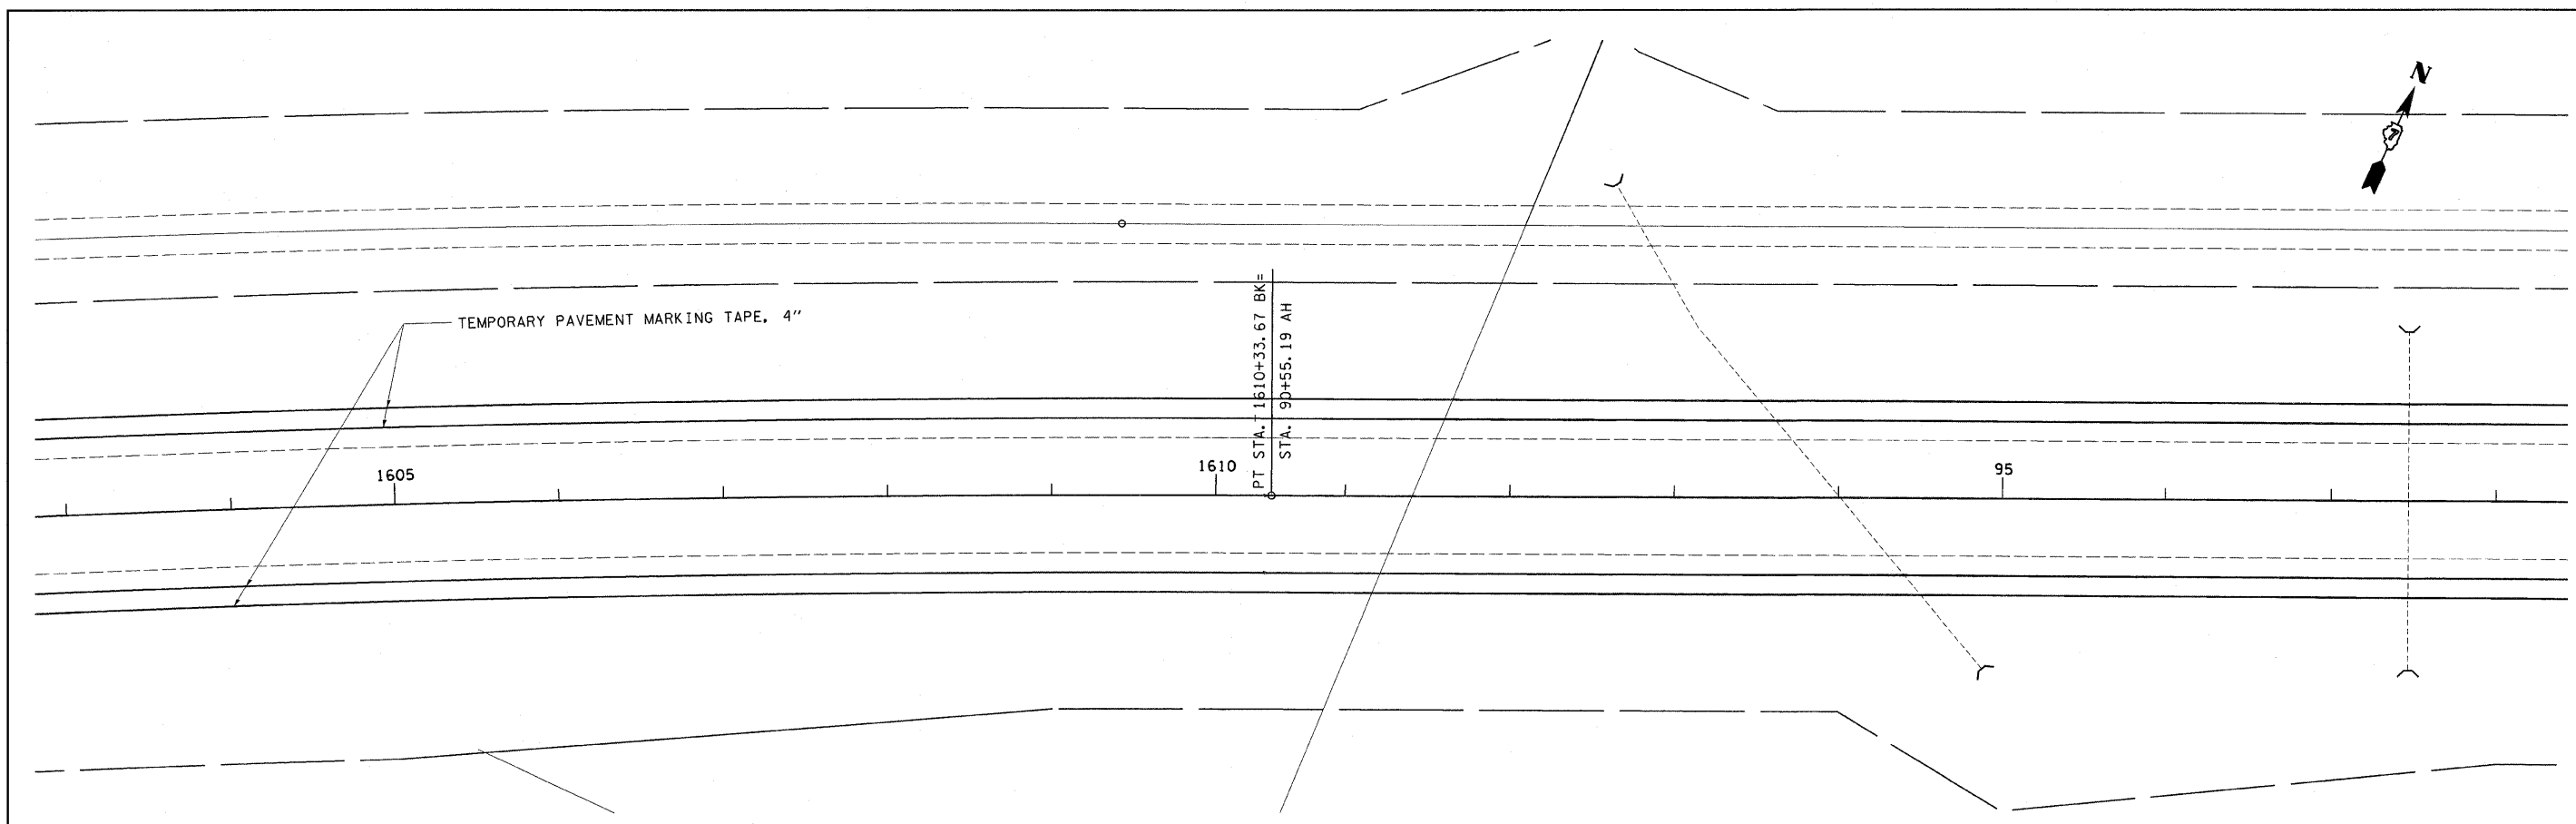 N
7
TEMPORARY PAVEMENT MARKING TAPE, 4"
PT STA. 1610+33.67 BK=
STA. 90+55.19 AH
1605
1610
95